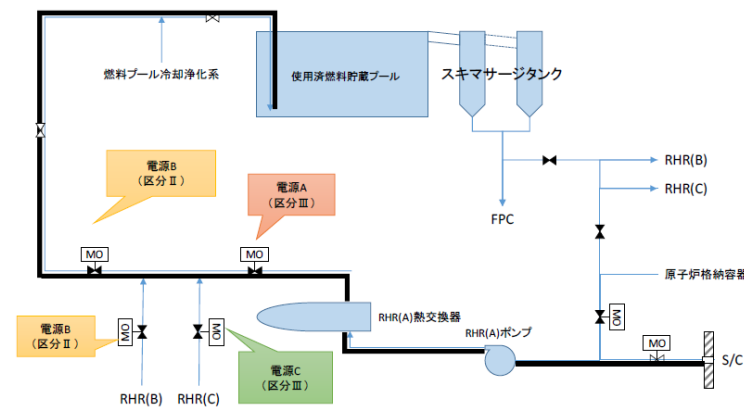 燃料プール冷却浄化系
使用済燃料貯蔵プール
スキマサージタンク
電源B
（区分Ⅱ）
電源A
（区分Ⅲ）
RHR(B)
RHR(C)
FPC
MO
MO
原子炉格納容器
RHR(A)熱交換器
RHR(A)ポンプ
MO
MO
S/C
電源B
（区分Ⅱ）
MO
MO
電源C
（区分Ⅲ）
RHR(B)
RHR(C)